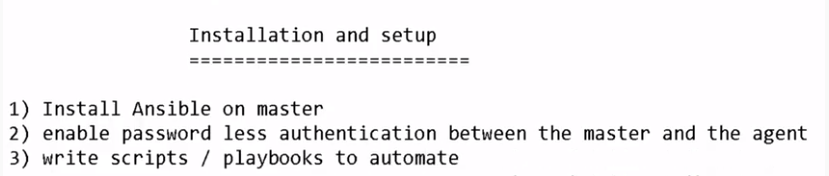 Installation and setup
=========================
1) Install Ansible on master
2) enable password less authentication between the master and the agent
3) write scripts / playbooks to automate